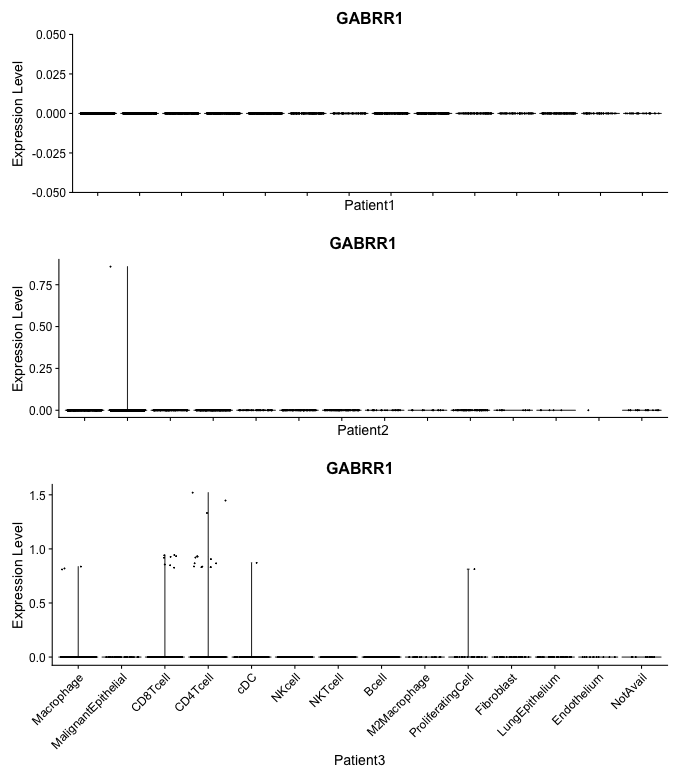 GABRR1
Expression Level
0.050
0.025
0.000
-0.025
-0.050
Patient1
GABRR1
Expression Level
0.75
0.50
0.25
0.00
Patient2
GABRR1
Expression Level
1.5
1.0
0.5
0.0
Macrophage
MalignantEpithelial
CD8Tcell
CD4Tcell
cDC
NKcell
NKTcell
Bcell
M2Macrophage
ProliferatingCell
Fibroblast
LungEpithelium
Endothelium
NotAvail
Patient3